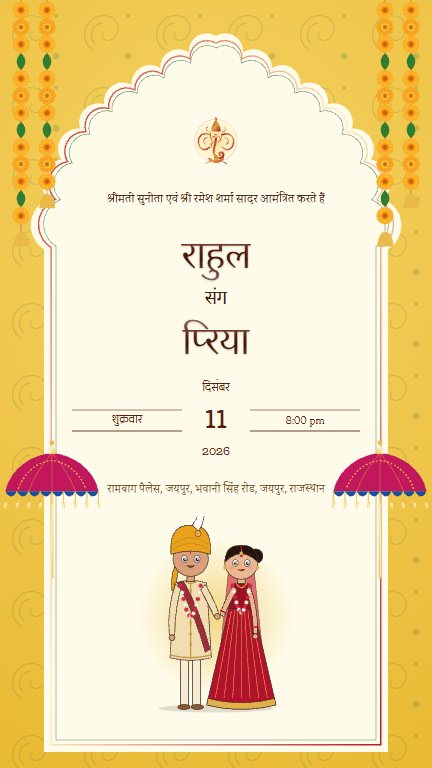 श्रीमती सुनीता एवं श्री रमेश शर्मा सादर आमंत्रित करते हैं
राहुल
संग
प्रिया
दिसंबर
शुक्रवार 11 8:00 pm
2026
रामबाग पैलेस, जयपुर, भवानी सिंह रोड, जयपुर, राजस्थान